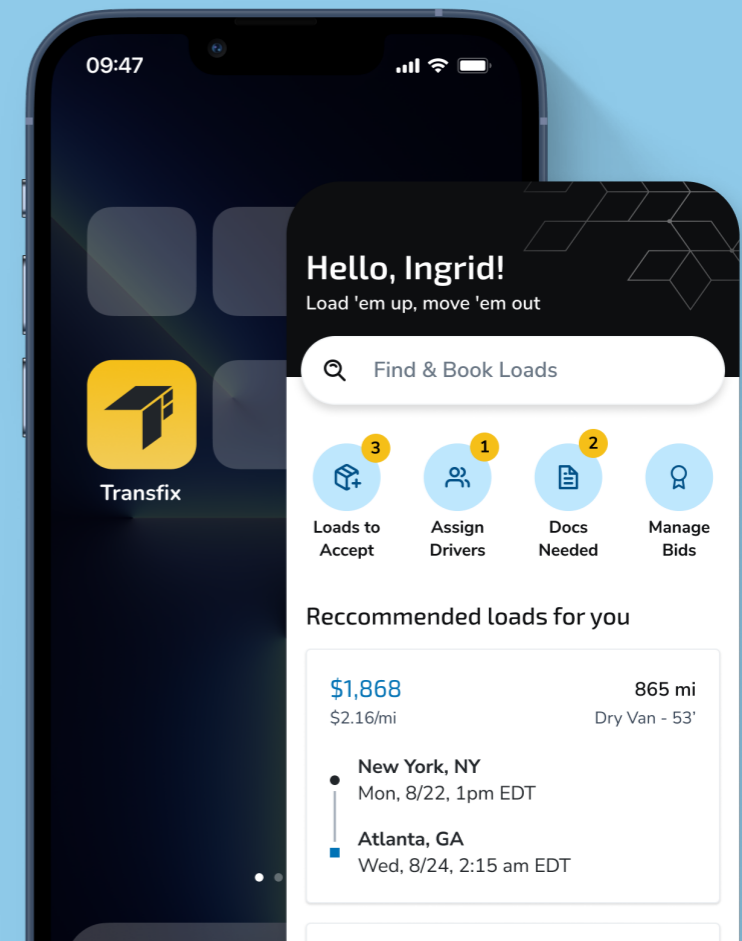 09:47
Transfix
Hello, Ingrid!
Load 'em up, move 'em out
Find & Book Loads
3
1
2
Loads to
Accept
Assign
Drivers
Docs
Needed
Manage
Bids
Reccommended loads for you
$1,868
865 mi
$2.16/mi
Dry Van - 53’
New York, NY
Mon, 8/22, 1pm EDT
Atlanta, GA
Wed, 8/24, 2:15 am EDT